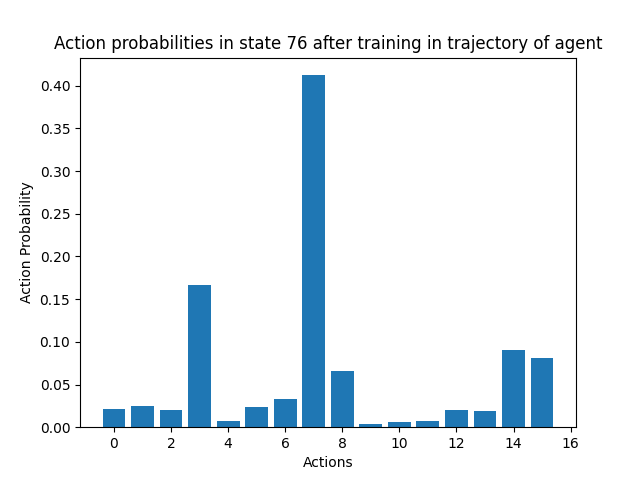 Action probabilities in state 76 after training in trajectory of agent
0.40
0.35
0.30
0.25
0.20
0.15
0.10
0.05
0.00
Action Probability
0 2 4 6 8 10 12 14 16
Actions